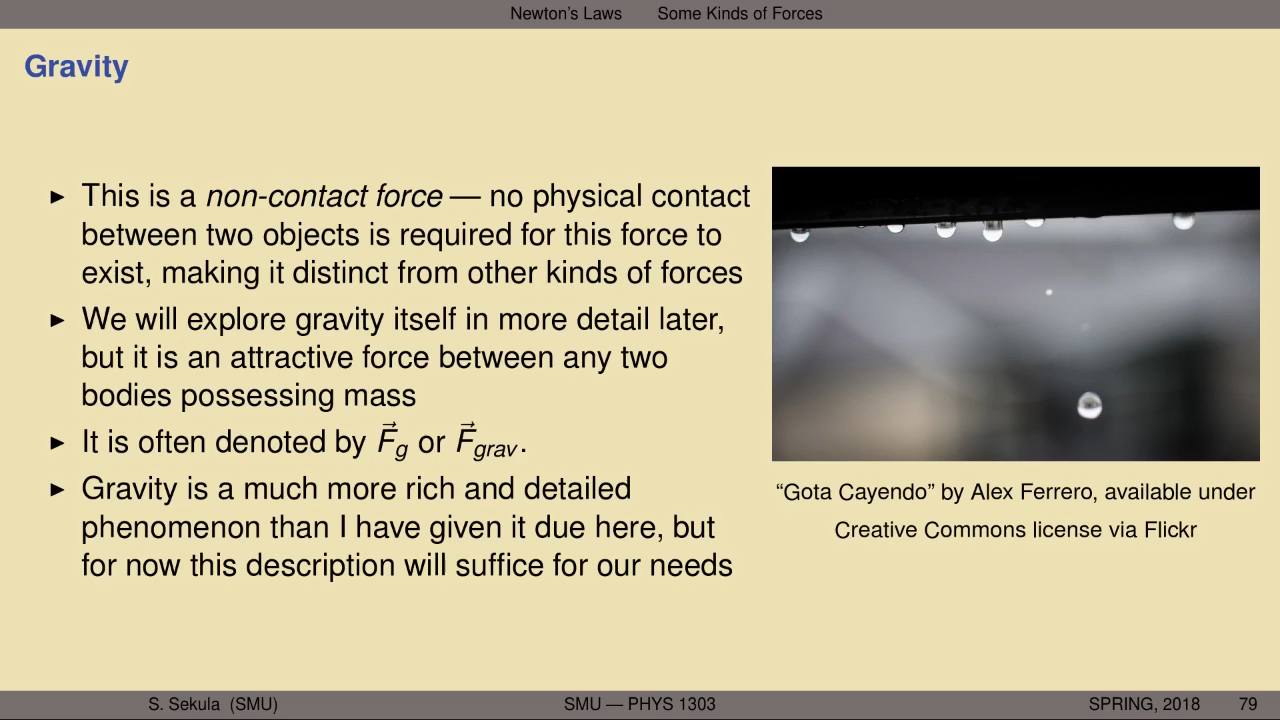 Newton's Laws Some Kinds of Forces
Gravity
▶ This is a non-contact force — no physical contact
between two objects is required for this force to
exist, making it distinct from other kinds of forces
▶ We will explore gravity itself in more detail later,
but it is an attractive force between any two
bodies possessing mass
▶ It is often denoted by F⃗g or F⃗grav.
▶ Gravity is a much more rich and detailed
phenomenon than I have given it due here, but
for now this description will suffice for our needs
“Gota Cayendo” by Alex Ferrero, available under
Creative Commons license via Flickr
S. Sekula (SMU) SMU — PHYS 1303 SPRING, 2018 79